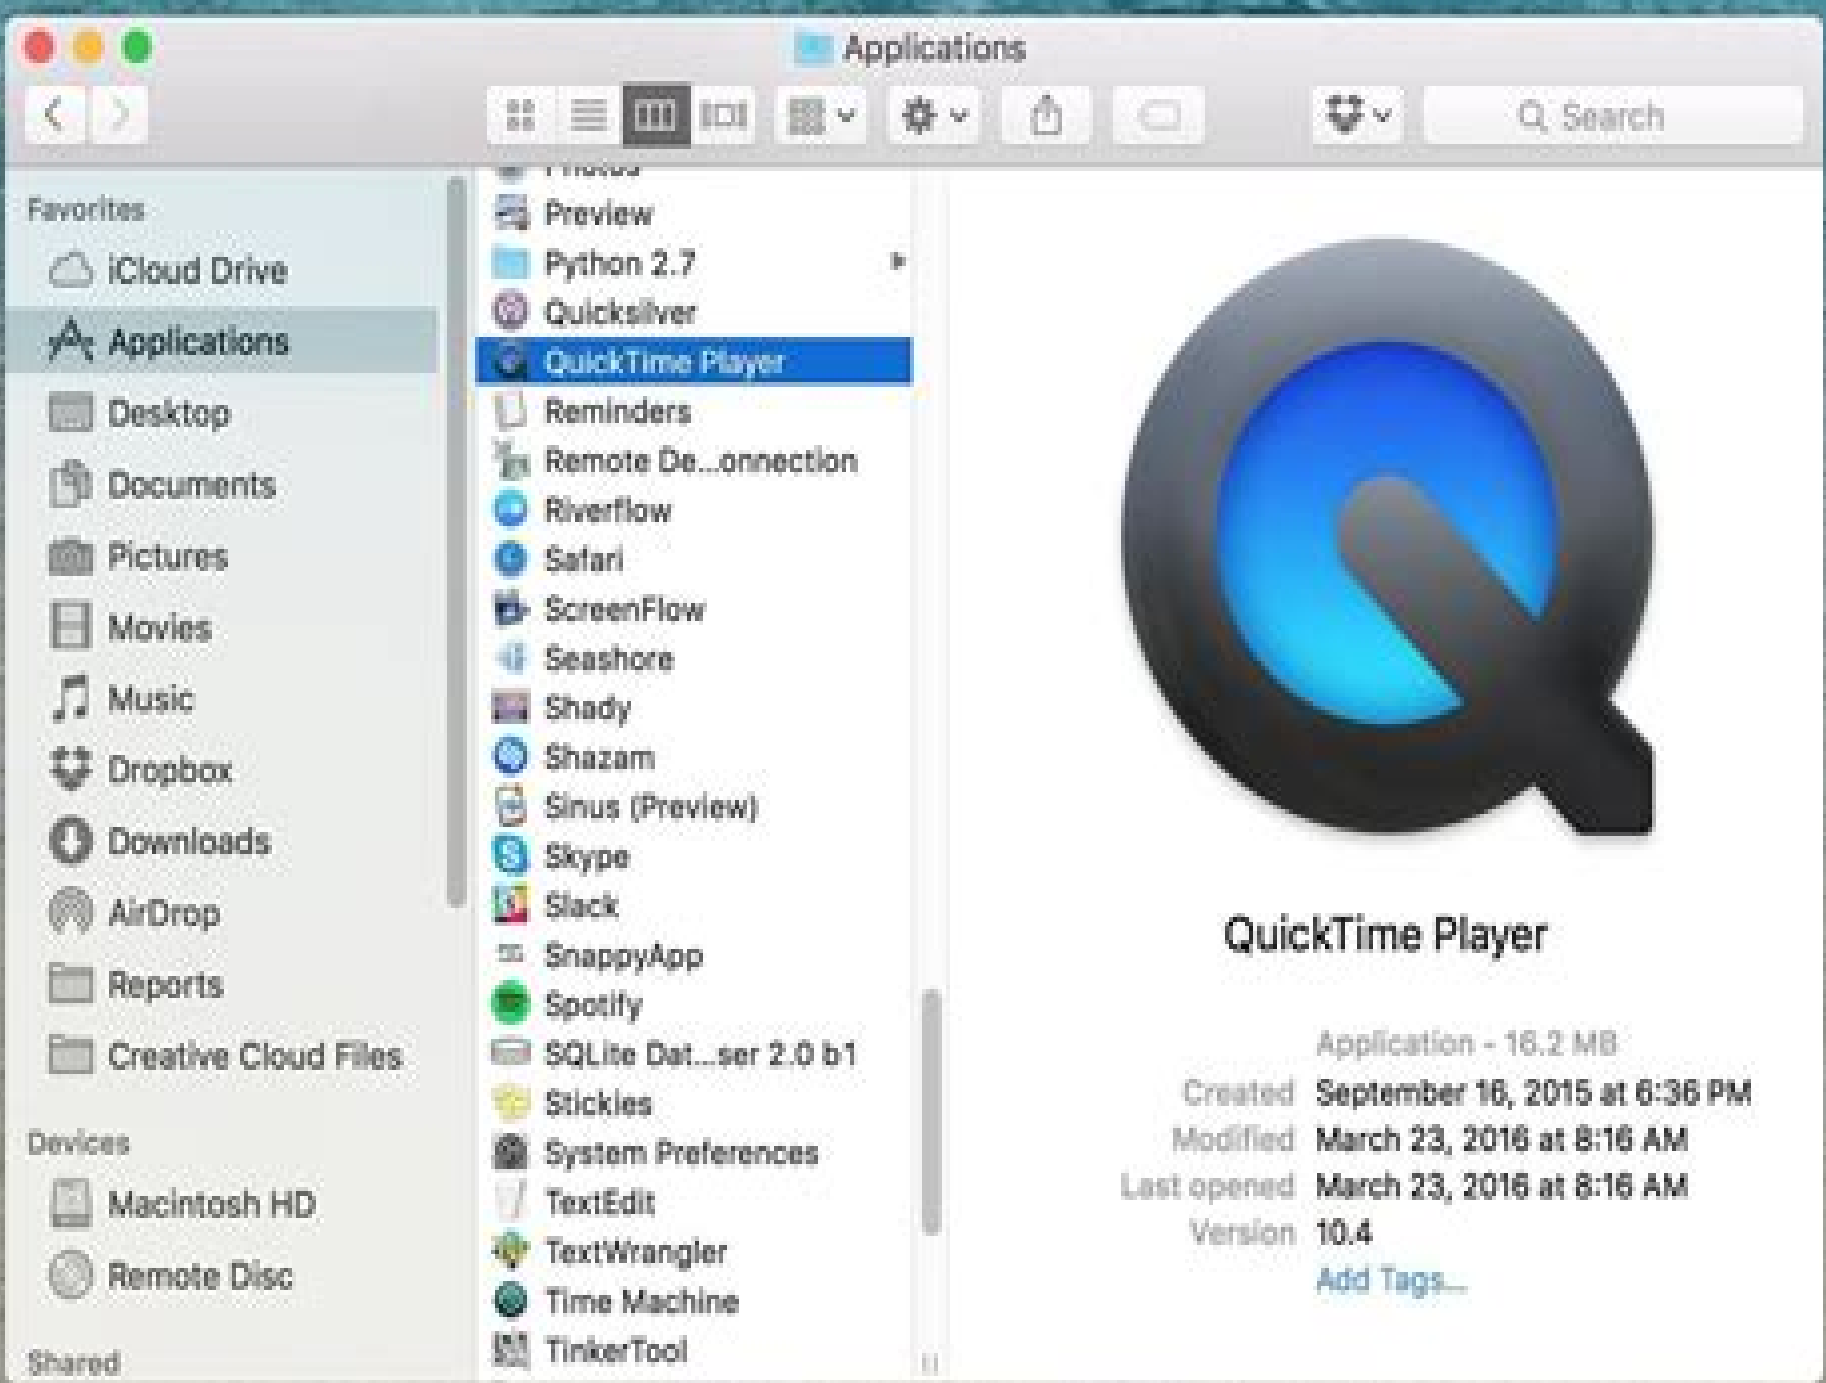 Applications
Search
Favorites
iCloud Drive
Applications
Desktop
Documents
Pictures
Movies
Music
Dropbox
Downloads
AirDrop
Reports
Creative Cloud Files
Devices
Macintosh HD
Remote Disc
Shared
Photos
Preview
Python 2.7
Quicksilver
QuickTime Player
Reminders
Remote De...onnection
Riverflow
Safari
ScreenFlow
Seashore
Shady
Shazam
Sinus (Preview)
Skype
Slack
SnappyApp
Spotify
SQLite Dat...ser 2.0 b1
Stickies
System Preferences
TextEdit
TextWrangler
Time Machine
TinkerTool
QuickTime Player
Application - 16.2 MB
Created September 16, 2015 at 6:36 PM
Modified March 23, 2016 at 8:16 AM
Last opened March 23, 2016 at 8:16 AM
Version 10.4
Add Tags...